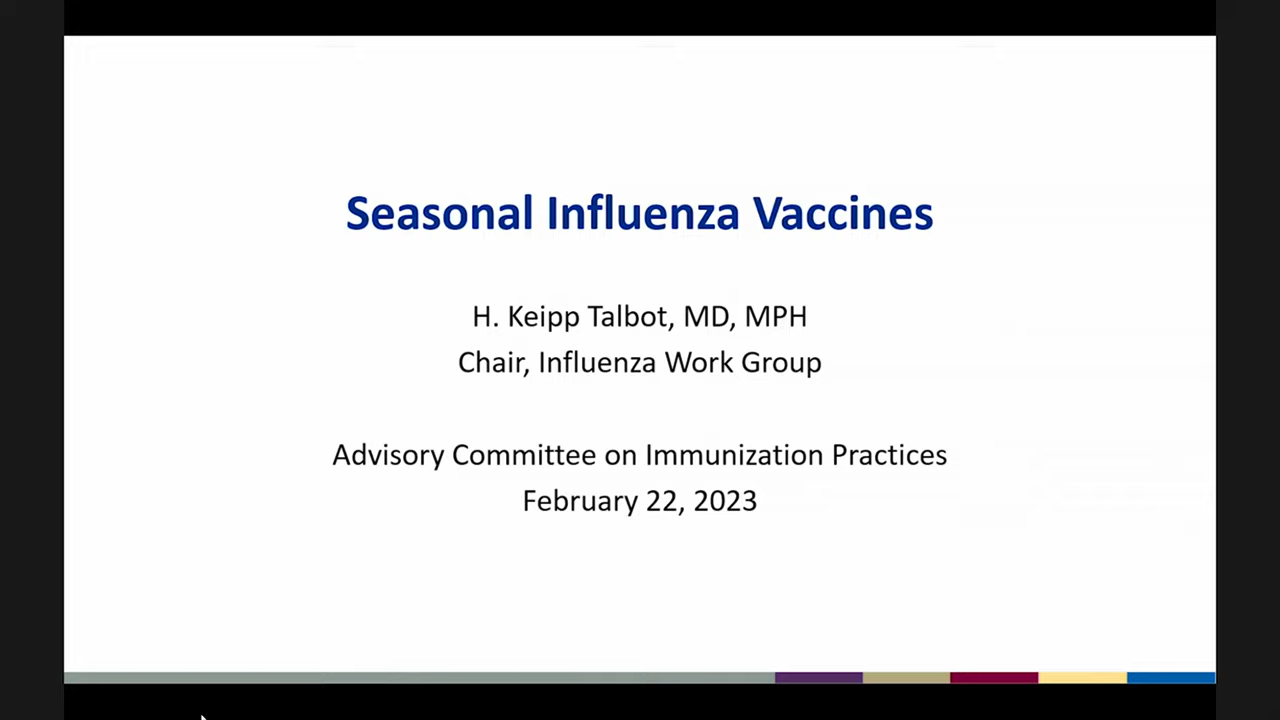 Seasonal Influenza Vaccines
H. Keipp Talbot, MD, MPH
Chair, Influenza Work Group
Advisory Committee on Immunization Practices
February 22, 2023